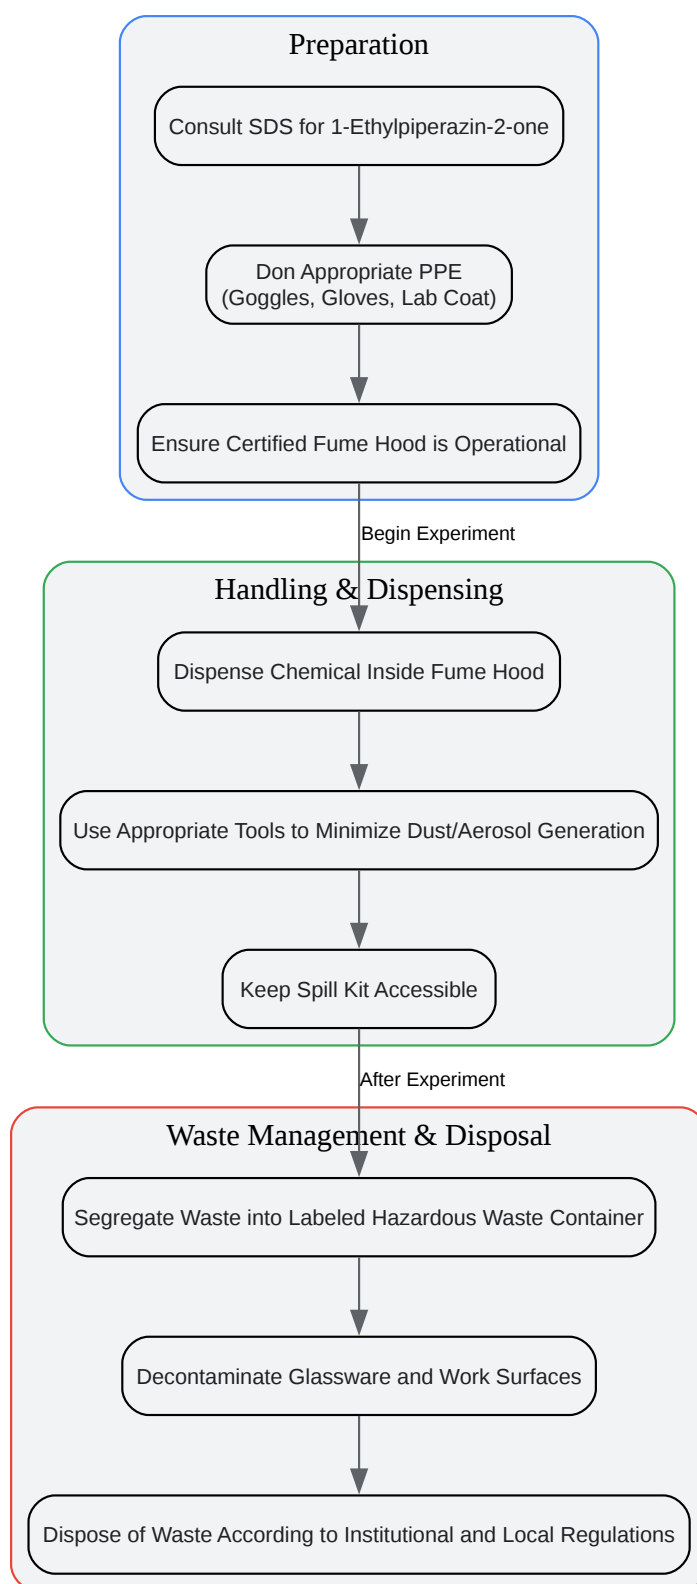 Preparation
Consult SDS for 1-Ethylpiperazin-2-one
Don Appropriate PPE
(Goggles, Gloves, Lab Coat)
Ensure Certified Fume Hood is Operational
Begin Experiment
Handling & Dispensing
Dispense Chemical Inside Fume Hood
Use Appropriate Tools to Minimize Dust/Aerosol Generation
Keep Spill Kit Accessible
After Experiment
Waste Management & Disposal
Segregate Waste into Labeled Hazardous Waste Container
Decontaminate Glassware and Work Surfaces
Dispose of Waste According to Institutional and Local Regulations